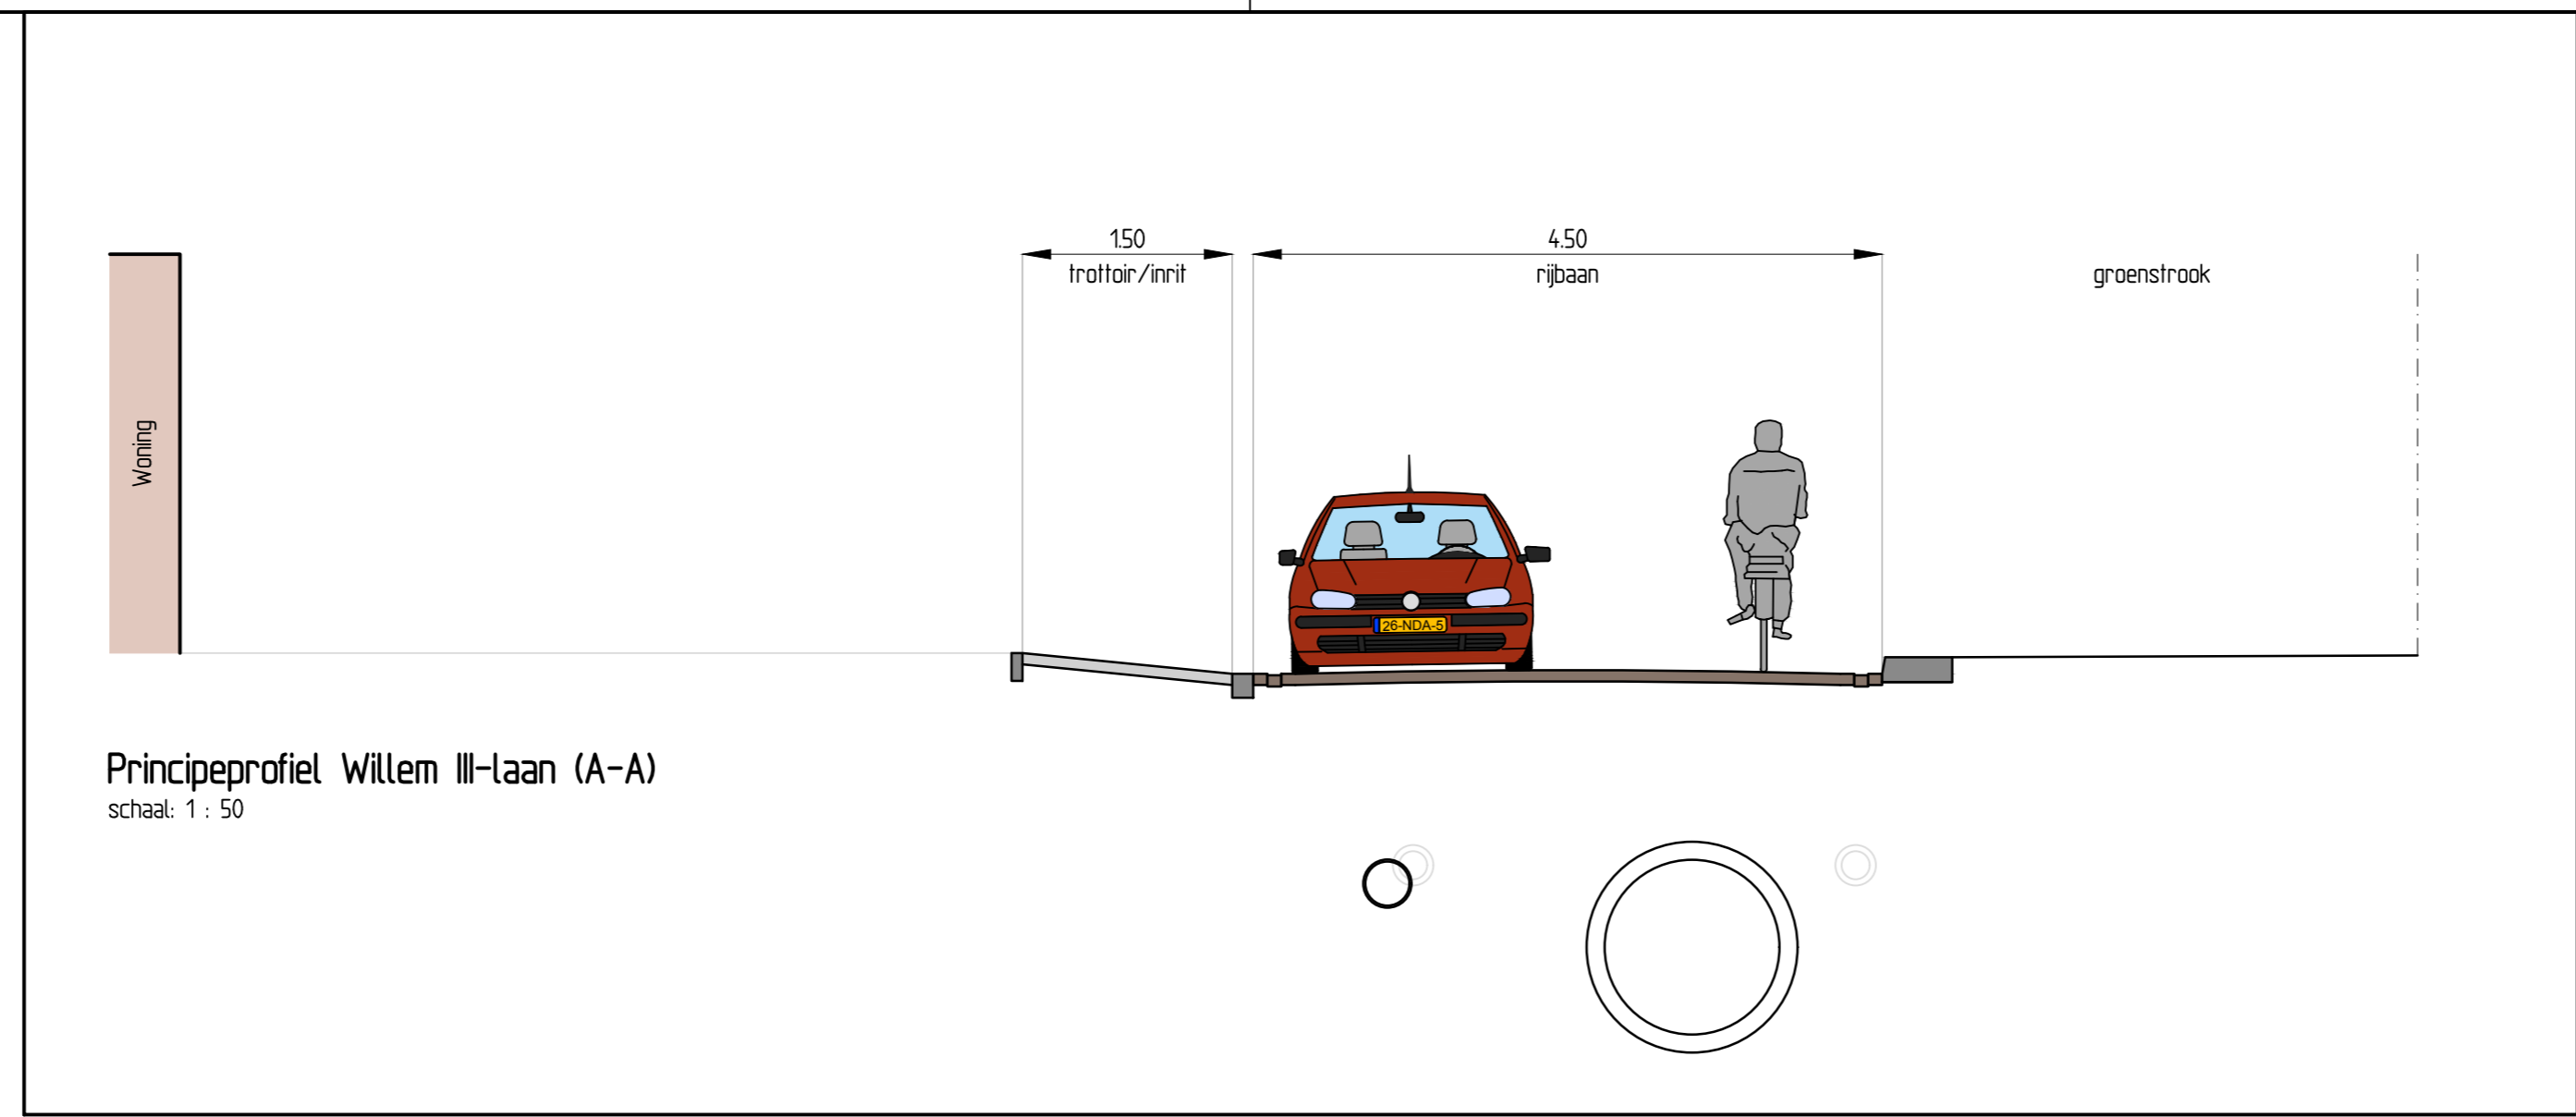 1.50
trottoir/inrit
4.50
rijbaan
groenstrook
Woning
26-NDA-5
Principeprofiel Willem III-laan (A-A)
schaal: 1 : 50